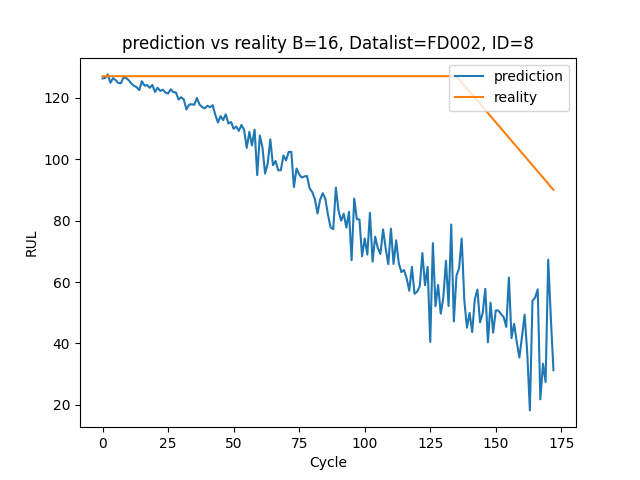 prediction vs reality B=16, Datalist=FD002, ID=8
prediction
reality
120
100
80
60
40
20
RUL
0 25 50 75 100 125 150 175
Cycle